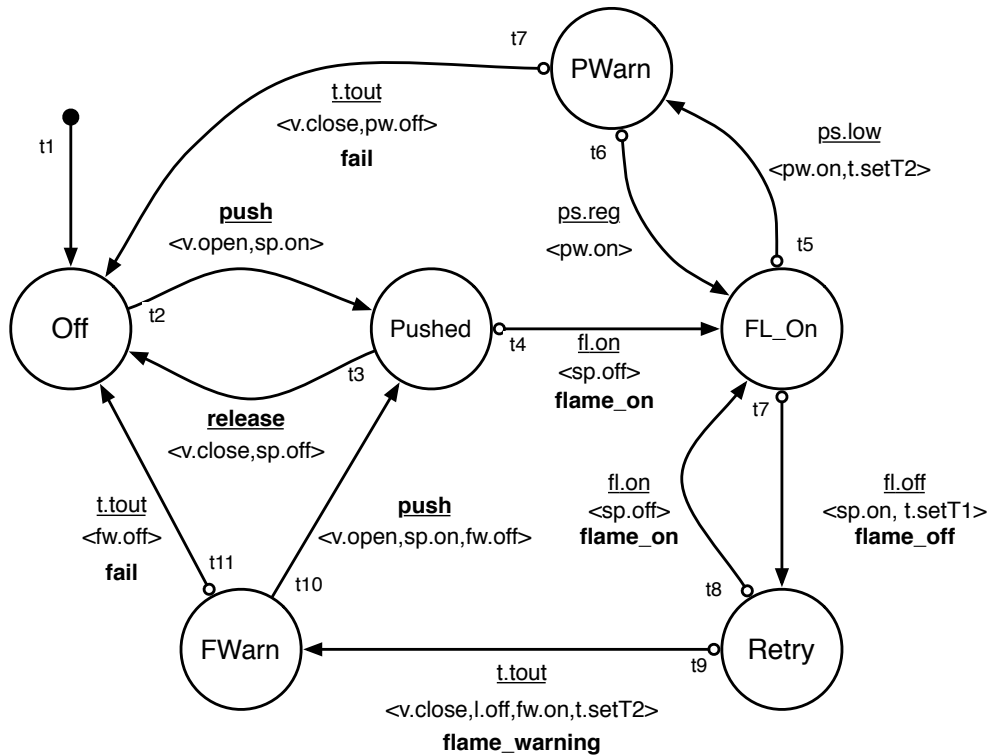 t7
PWarn
t.tout
<v.close,pw.off>
fail
t1
t6
ps.low
<pw.on,t.setT2>
push
<v.open,sp.on>
ps.reg
<pw.on>
t5
Off
t2
Pushed
t4
FL_On
t3
fl.on
<sp.off>
flame_on
t7
release
<v.close,sp.off>
t.tout
<fw.off>
fail
push
<v.open,sp.on,fw.off>
fl.on
<sp.off>
flame_on
fl.off
<sp.on, t.setT1>
flame_off
t11
t10
t8
FWarn
Retry
t9
t.tout
<v.close,l.off,fw.on,t.setT2>
flame_warning